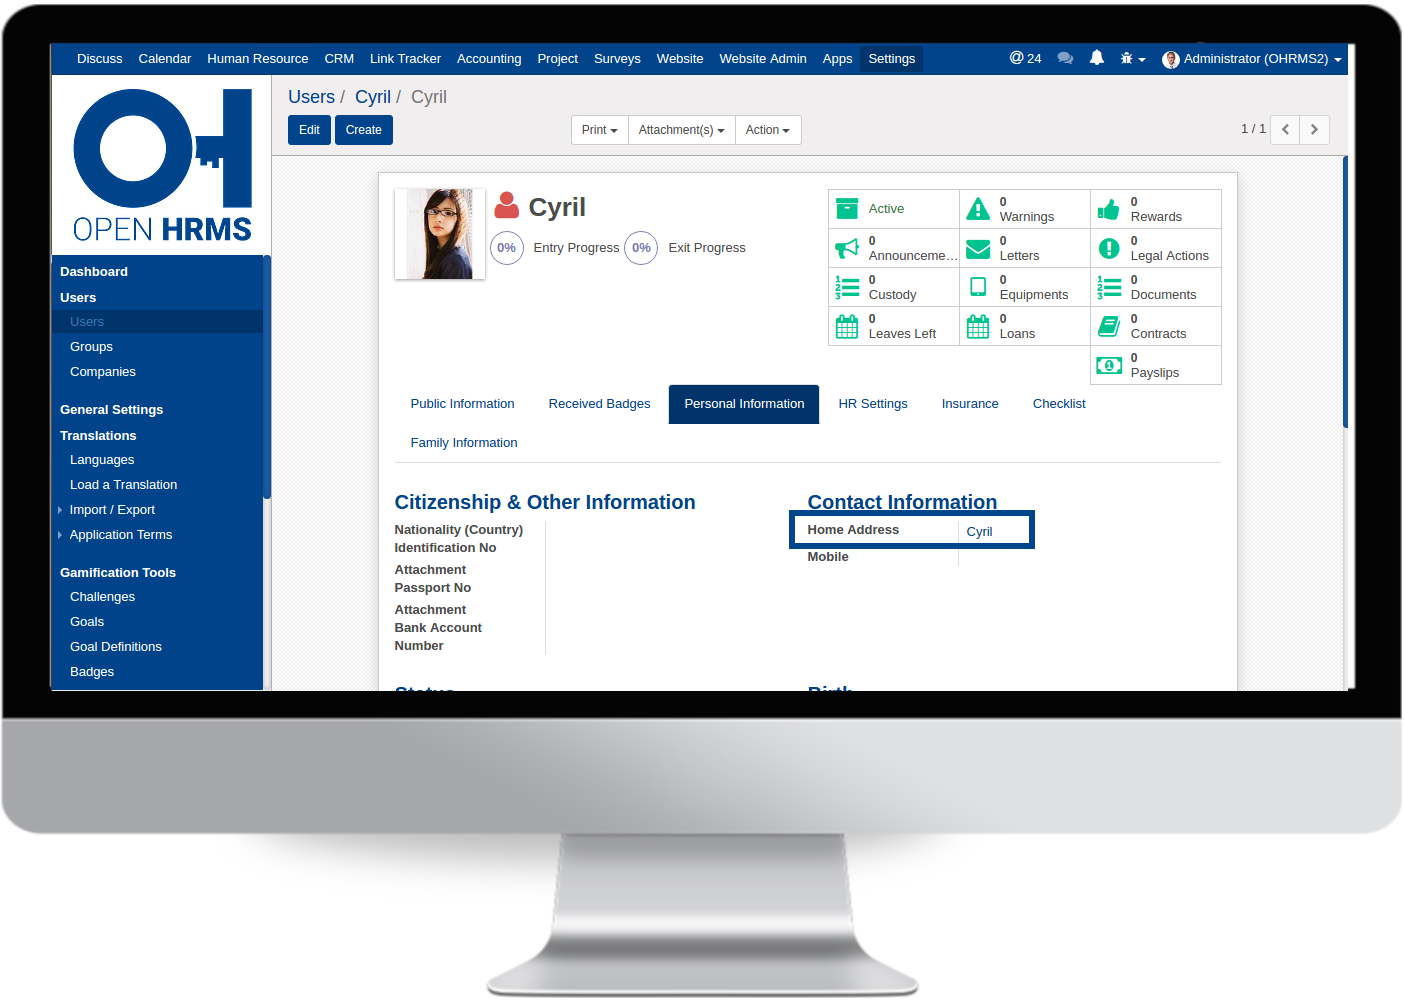 Discuss Calendar Human Resource CRM Link Tracker Accounting Project Surveys Website Website Admin Apps Settings @ 24 Administrator (OHRMS2)
OPEN HRMS
Users / Cyril / Cyril
Edit Create Print Attachment(s) Action 1 / 1
Dashboard
Users
Users
Groups
Companies
General Settings
Translations
Languages
Load a Translation
Import / Export
Application Terms
Gamification Tools
Challenges
Goals
Goal Definitions
Badges
Cyril
0% Entry Progress 0% Exit Progress
Active
0
Warnings
0
Rewards
0
Announceme...
0
Letters
0
Legal Actions
0
Custody
0
Equipments
0
Documents
0
Leaves Left
0
Loans
0
Contracts
0
Payslips
Public Information Received Badges Personal Information HR Settings Insurance Checklist
Family Information
Citizenship & Other Information
Nationality (Country)
Identification No
Attachment
Passport No
Attachment
Bank Account
Number
Contact Information
Home Address Cyril
Mobile
Status
Birth